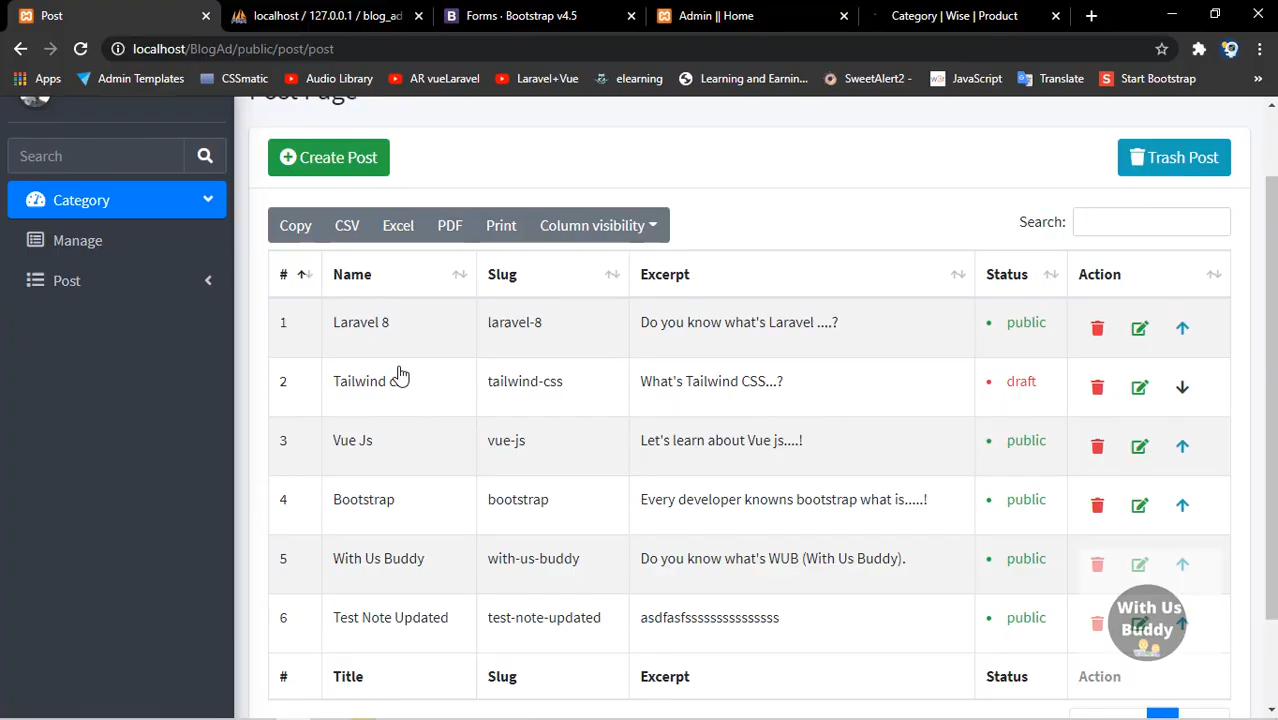 Post
localhost / 127.0.0.1 / blog_ad
Forms · Bootstrap v4.5
Admin || Home
Category | Wise | Product
localhost/BlogAd/public/post/post
Apps
Admin Templates
CSSmatic
Audio Library
AR vueLaravel
Laravel+Vue
elearning
Learning and Earnin...
SweetAlert2 -
JavaScript
Translate
Start Bootstrap
»
Post Page
Search
Category
Manage
Post
Create Post
Trash Post
Copy CSV Excel PDF Print Column visibility
Search:
# Name Slug Excerpt Status Action
1 Laravel 8 laravel-8 Do you know what's Laravel ....? • public
2 Tailwind tailwind-css What's Tailwind CSS...? • draft
3 Vue Js vue-js Let's learn about Vue js....! • public
4 Bootstrap bootstrap Every developer knowns bootstrap what is.....! • public
5 With Us Buddy with-us-buddy Do you know what's WUB (With Us Buddy). • public
6 Test Note Updated test-note-updated asdfasfsssssssssssssss • public
# Title Slug Excerpt Status Action
With Us
Buddy